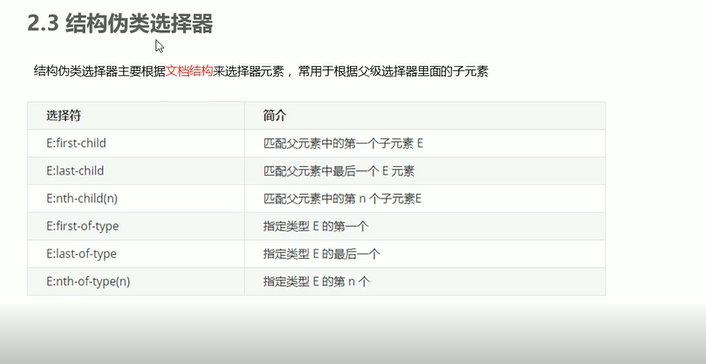 2.3 结构伪类选择器
结构伪类选择器主要根据文档结构来选择器元素 ，常用于根据父级选择器里面的子元素
选择符 简介
E:first-child 匹配父元素中的第一个子元素 E
E:last-child 匹配父元素中最后一个 E 元素
E:nth-child(n) 匹配父元素中的第 n 个子元素E
E:first-of-type 指定类型 E 的第一个
E:last-of-type 指定类型 E 的最后一个
E:nth-of-type(n) 指定类型 E 的第 n 个